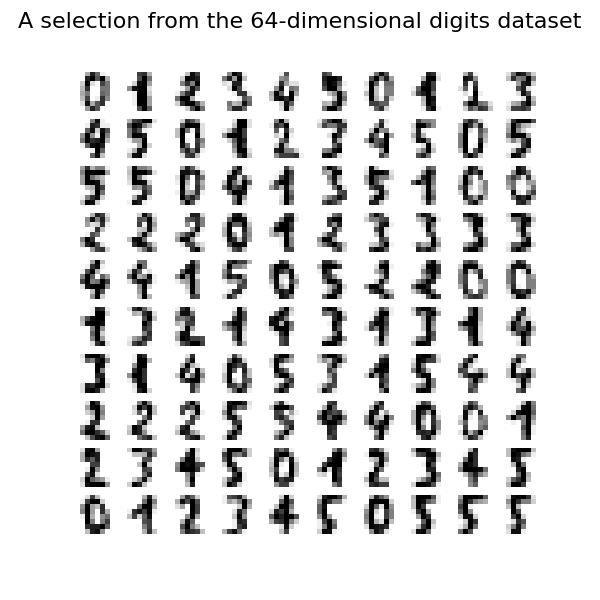 A selection from the 64-dimensional digits dataset
0 1 2 3 4 5 0 1 2 3
4 5 0 1 2 3 4 5 0 5
5 5 0 4 1 3 5 1 0 0
2 2 2 0 1 2 3 3 3 3
4 4 1 5 0 5 2 2 0 0
1 3 2 1 4 3 1 3 1 4
3 1 4 0 5 3 1 5 4 4
2 2 2 5 5 4 4 0 0 1
2 3 4 5 0 1 2 3 4 5
0 1 2 3 4 5 0 5 5 5